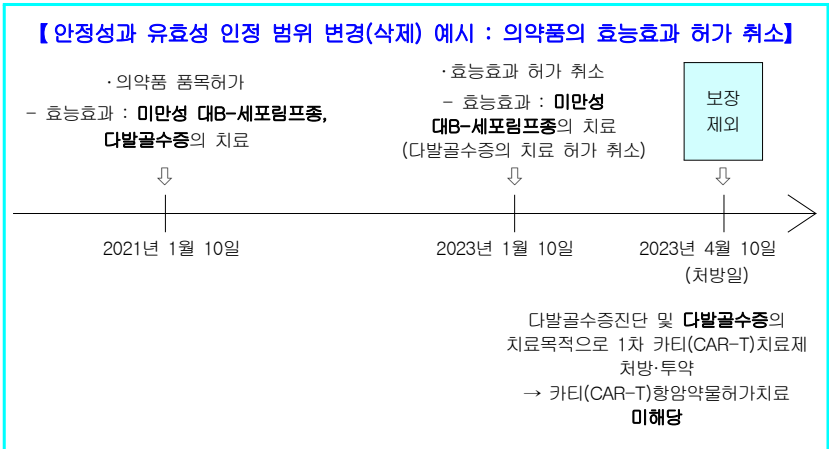 【안정성과 유효성 인정 범위 변경(삭제) 예시 : 의약품의 효능효과 허가 취소】
·의약품 품목허가
- 효능효과 : 미만성 대B-세포림프종,
다발골수증의 치료
·효능효과 허가 취소
- 효능효과 : 미만성
대B-세포림프종의 치료
(다발골수증의 치료 허가 취소)
보장
제외
⇩
⇩
⇩
2021년 1월 10일
2023년 1월 10일
2023년 4월 10일
(처방일)
다발골수증진단 및 다발골수증의
치료목적으로 1차 카티(CAR-T)치료제
처방·투약
→ 카티(CAR-T)항암약물허가치료
미해당